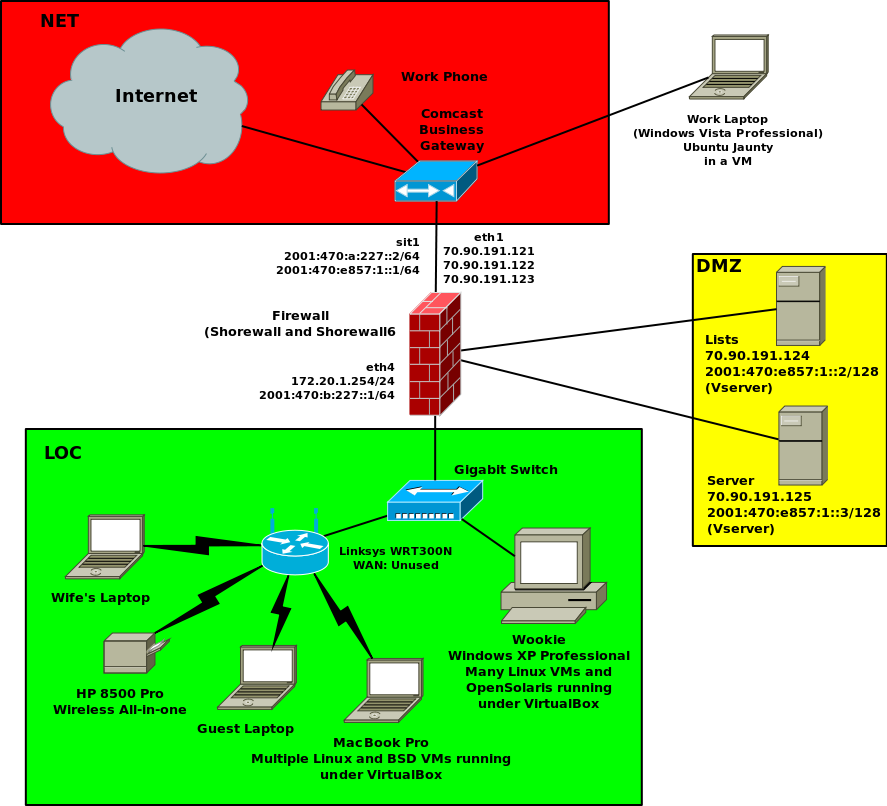 NET
Internet
Work Phone
Comcast
Business
Gateway
Work Laptop
(Windows Vista Professional)
Ubuntu Jaunty
in a VM
sit1
2001:470:a:227::2/64
2001:470:e857:1::1/64
eth1
70.90.191.121
70.90.191.122
70.90.191.123
Firewall
(Shorewall and Shorewall6
eth4
172.20.1.254/24
2001:470:b:227::1/64
DMZ
Lists
70.90.191.124
2001:470:e857:1::2/128
(Vserver)
Server
70.90.191.125
2001:470:e857:1::3/128
(Vserver)
LOC
Gigabit Switch
Linksys WRT300N
WAN: Unused
Wife's Laptop
HP 8500 Pro
Wireless All-in-one
Guest Laptop
MacBook Pro
Multiple Linux and BSD VMs running
under VirtualBox
Wookie
Windows XP Professional
Many Linux VMs and
OpenSolaris running
under VirtualBox